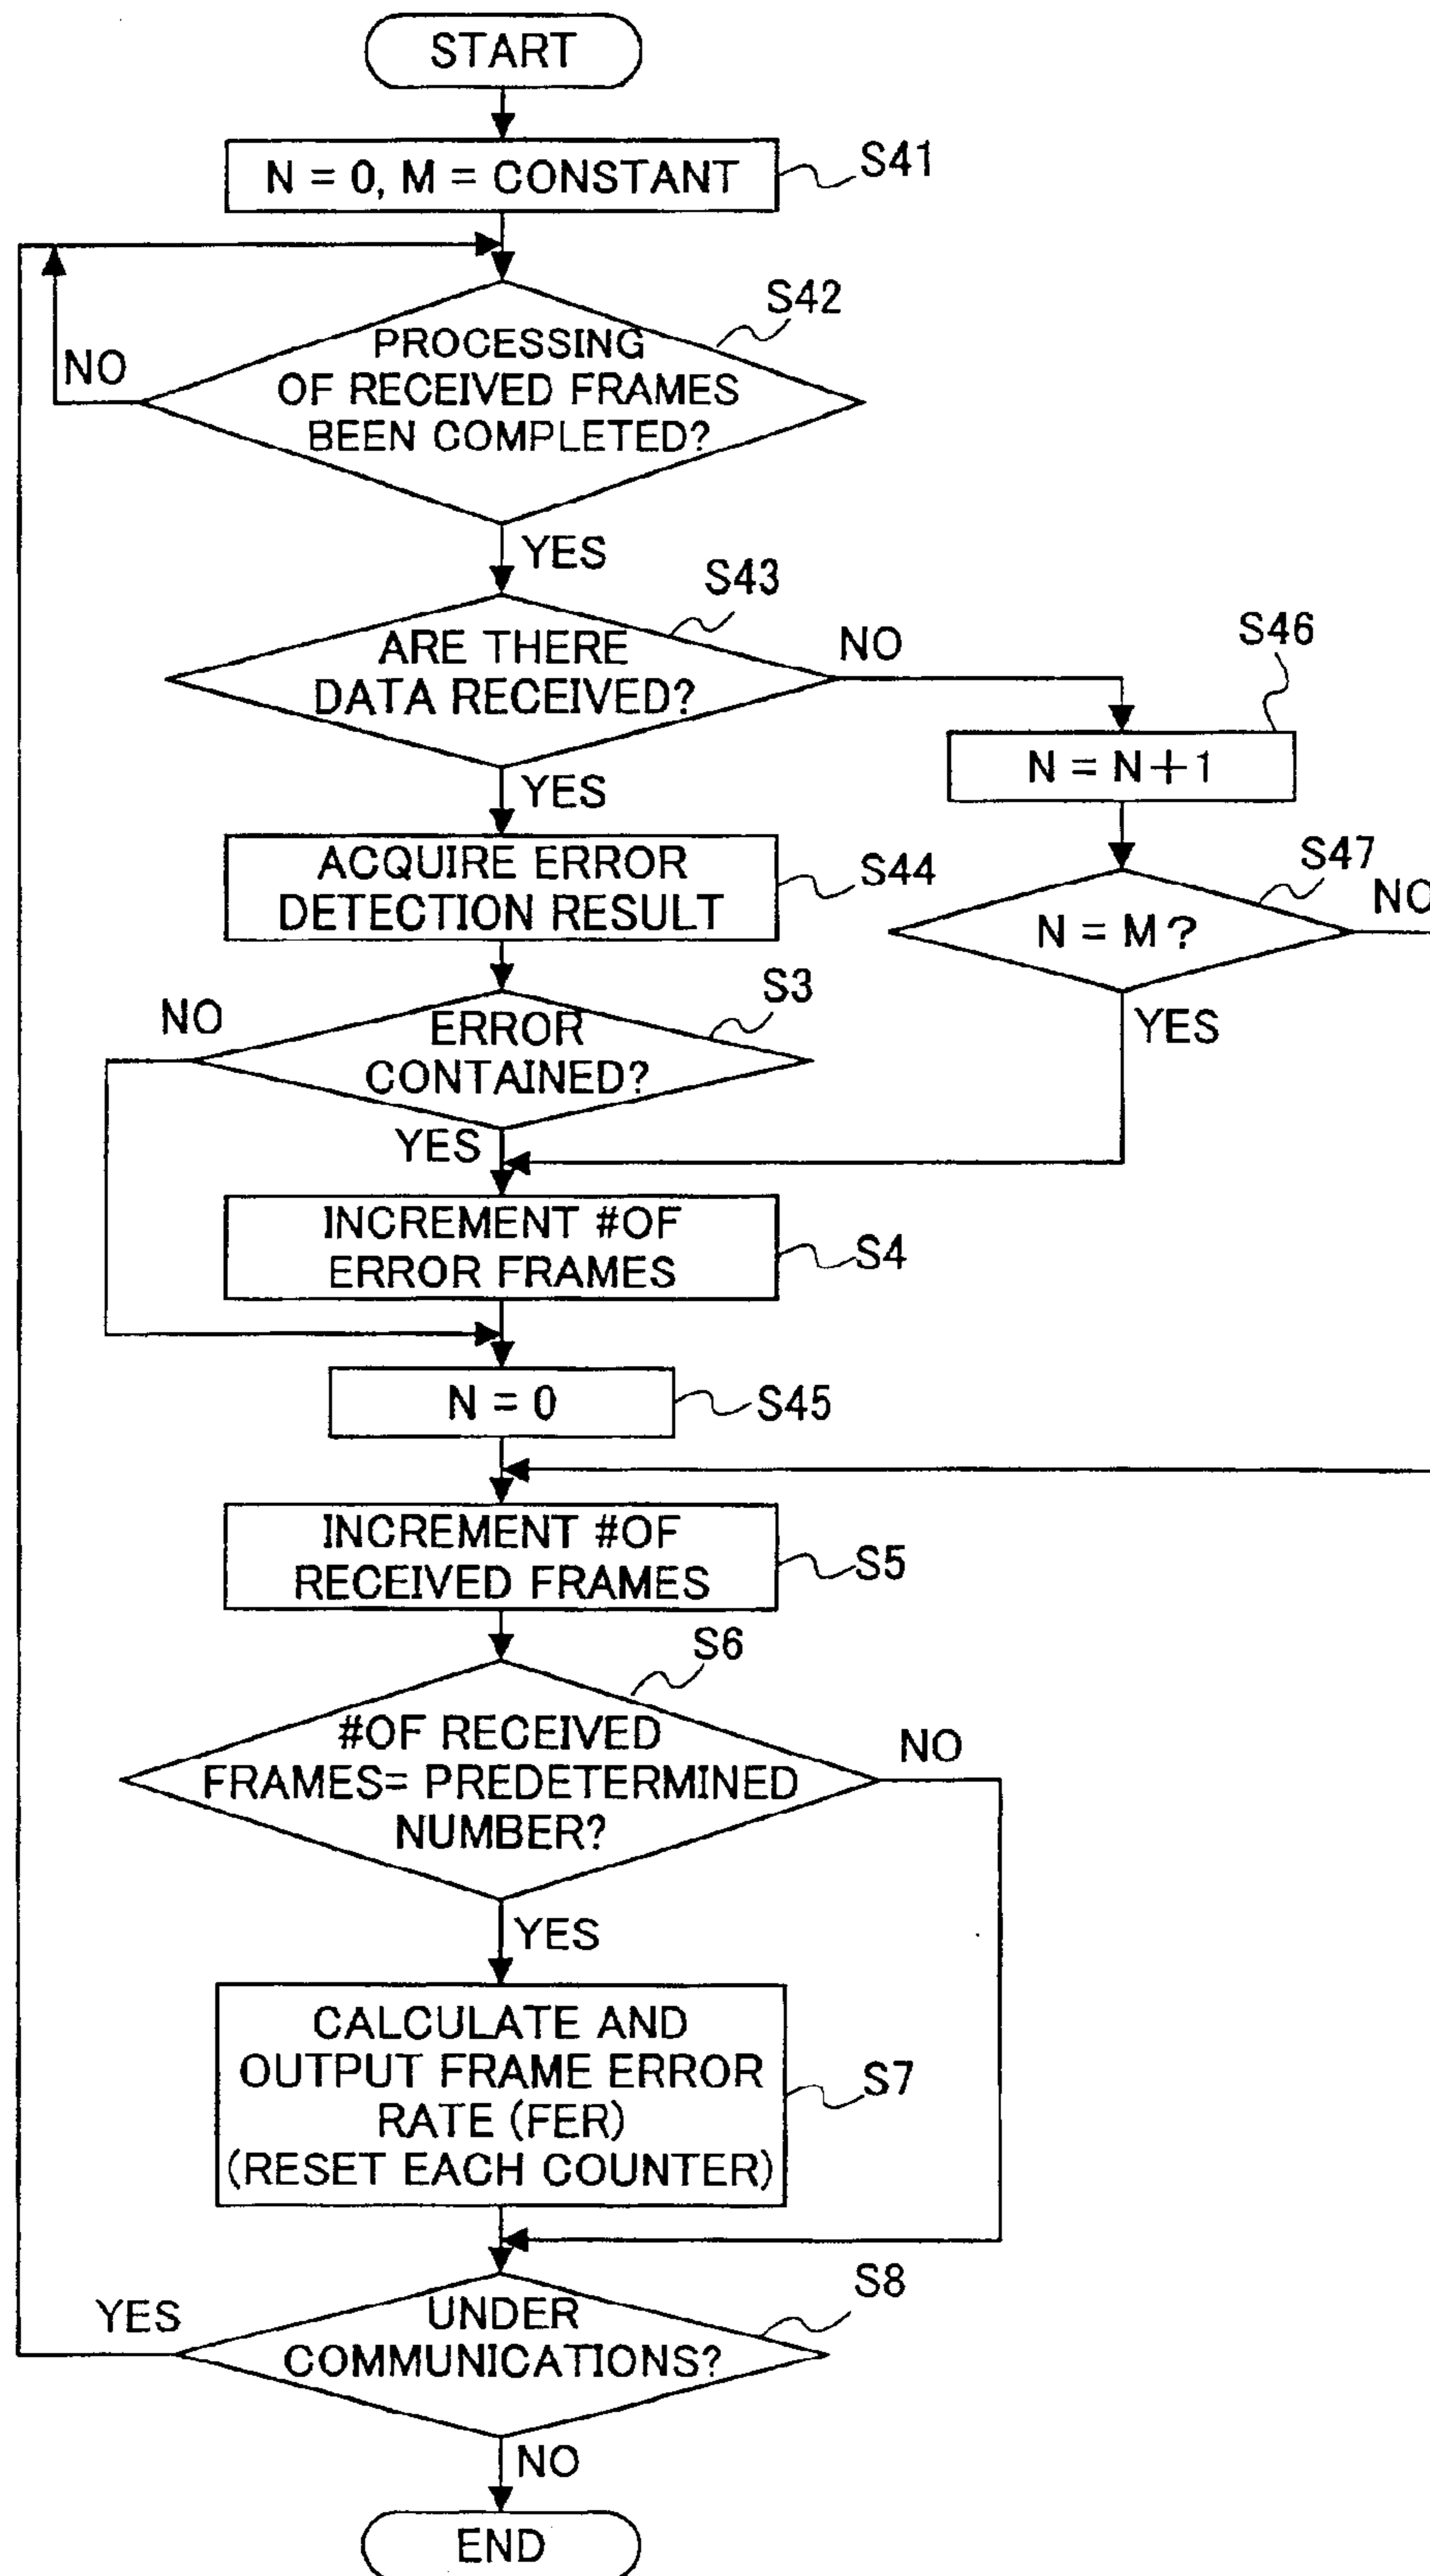 START
N = 0, M = CONSTANT
S41
S42
PROCESSING
OF RECEIVED FRAMES
BEEN COMPLETED?
NO
YES
S43
ARE THERE
DATA RECEIVED?
NO
S46
N = N+1
YES
ACQUIRE ERROR
DETECTION RESULT
S44
S47
N = M?
NO
YES
S3
ERROR
CONTAINED?
NO
YES
INCREMENT #OF
ERROR FRAMES
S4
N = 0
S45
INCREMENT #OF
RECEIVED FRAMES
S5
S6
#OF RECEIVED
FRAMES= PREDETERMINED
NUMBER?
NO
YES
CALCULATE AND
OUTPUT FRAME ERROR
RATE (FER)
(RESET EACH COUNTER)
S7
S8
UNDER
COMMUNICATIONS?
YES
NO
END